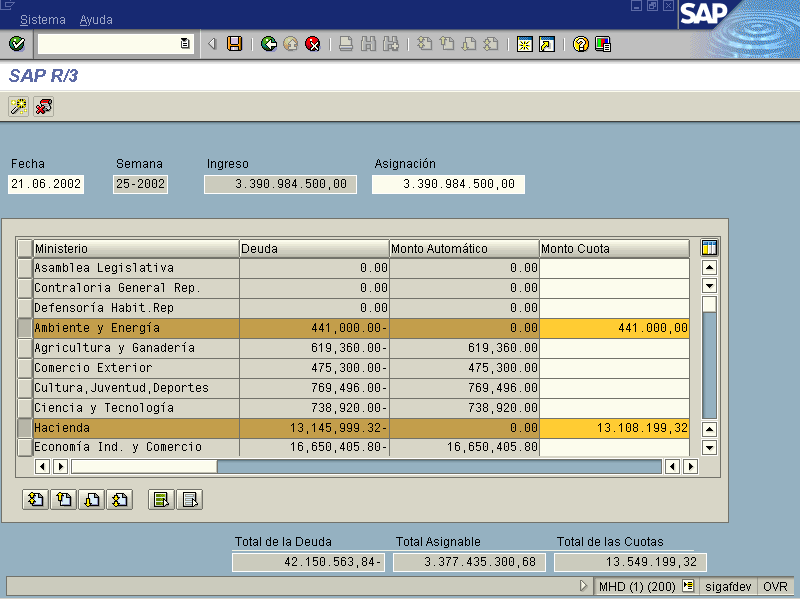 Sistema Ayuda
SAP
SAP R/3
Fecha Semana Ingreso Asignación
21.06.2002 25-2002 3.390.984.500,00 3.390.984.500,00
Ministerio Deuda Monto Automático Monto Cuota
Asamblea Legislativa 0.00 0.00
Contraloria General Rep. 0.00 0.00
Defensoría Habit.Rep 0.00 0.00
Ambiente y Energía 441,000.00- 0.00 441.000,00
Agricultura y Ganadería 619,360.00- 619,360.00
Comercio Exterior 475,300.00- 475,300.00
Cultura,Juventud,Deportes 769,496.00- 769,496.00
Ciencia y Tecnología 738,920.00- 738,920.00
Hacienda 13,145,999.32- 0.00 13.108.199,32
Economía Ind. y Comercio 16,650,405.80- 16,650,405.80
Total de la Deuda Total Asignable Total de las Cuotas
42.150.563,84- 3.377.435.300,68 13.549.199,32
MHD (1) (200) sigafdev OVR